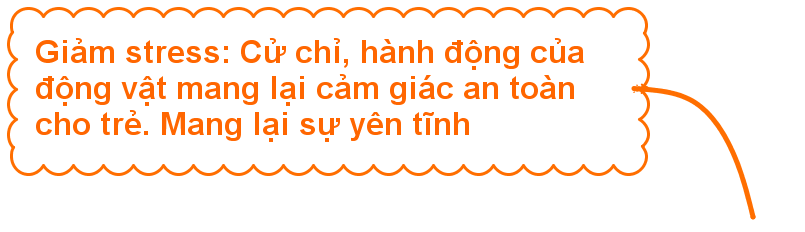 Giảm stress: Cử chỉ, hành động của
động vật mang lại cảm giác an toàn
cho trẻ. Mang lại sự yên tĩnh